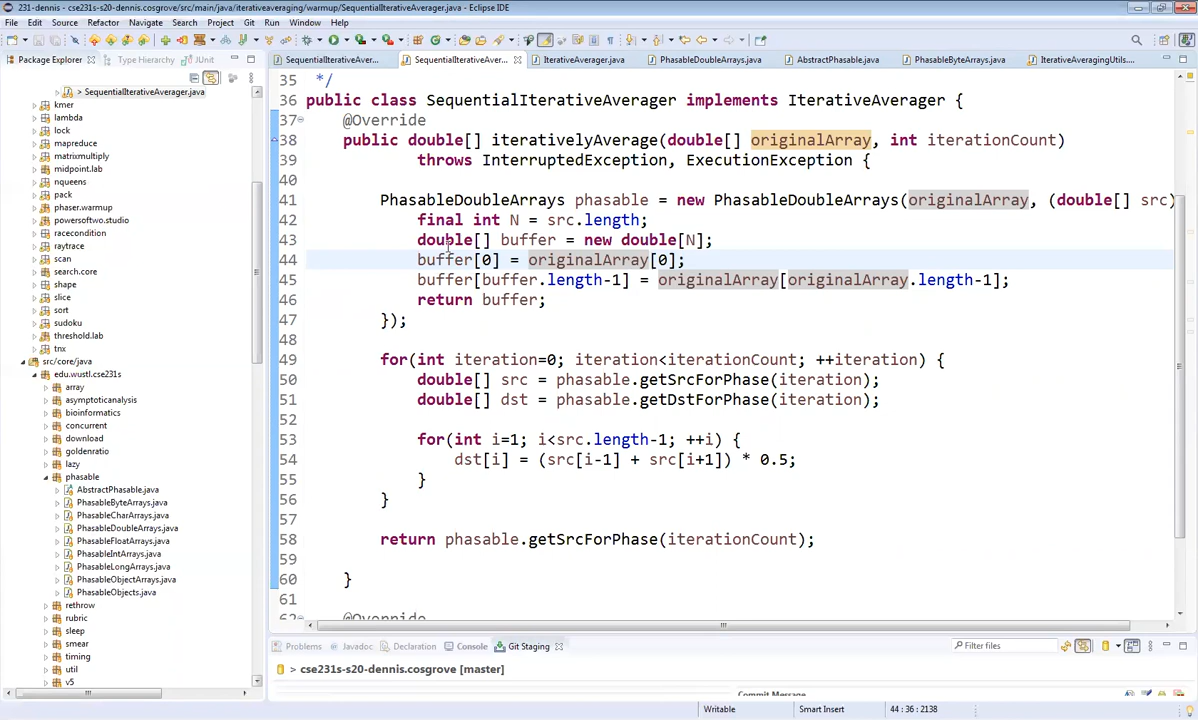 231-dennis - cse231s-s20-dennis.cosgrove/src/main/java/iterativeaveraging/warmup/SequentialIterativeAverager.java - Eclipse IDE
File Edit Source Refactor Navigate Search Project Git Run Window Help
Package Explorer Type Hierarchy JUnit
SequentialIterativeAver... SequentialIterativeAver... IterativeAverager.java PhasableDoubleArrays.java AbstractPhasable.java PhasableByteArrays.java IterativeAveragingUtils....
> SequentialIterativeAverager.java
kmer
lambda
lock
mapreduce
matrixmultiply
midpoint.lab
nqueens
pack
phaser.warmup
powersoftwo.studio
racecondition
raytrace
scan
search.core
shape
slice
sort
sudoku
threshold.lab
tnx
src/core/java
edu.wustl.cse231s
array
asymptoticanalysis
bioinformatics
concurrent
download
goldenratio
lazy
phasable
AbstractPhasable.java
PhasableByteArrays.java
PhasableCharArrays.java
PhasableDoubleArrays.java
PhasableFloatArrays.java
PhasableIntArrays.java
PhasableLongArrays.java
PhasableObjectArrays.java
PhasableObjects.java
rethrow
rubric
sleep
smear
timing
util
v5
35 */
36 public class SequentialIterativeAverager implements IterativeAverager {
37 @Override
38 public double[] iterativelyAverage(double[] originalArray, int iterationCount)
39 throws InterruptedException, ExecutionException {
40
41 PhasableDoubleArrays phasable = new PhasableDoubleArrays(originalArray, (double[] src)
42 final int N = src.length;
43 double[] buffer = new double[N];
44 buffer[0] = originalArray[0];
45 buffer[buffer.length-1] = originalArray[originalArray.length-1];
46 return buffer;
47 });
48
49 for(int iteration=0; iteration<iterationCount; ++iteration) {
50 double[] src = phasable.getSrcForPhase(iteration);
51 double[] dst = phasable.getDstForPhase(iteration);
52
53 for(int i=1; i<src.length-1; ++i) {
54 dst[i] = (src[i-1] + src[i+1]) * 0.5;
55 }
56 }
57
58 return phasable.getSrcForPhase(iterationCount);
59
60 }
61
62 @Override
Problems Javadoc Declaration Console Git Staging
Filter files
> cse231s-s20-dennis.cosgrove [master]
Commit Message
Writable Smart Insert 44 : 36 : 2138